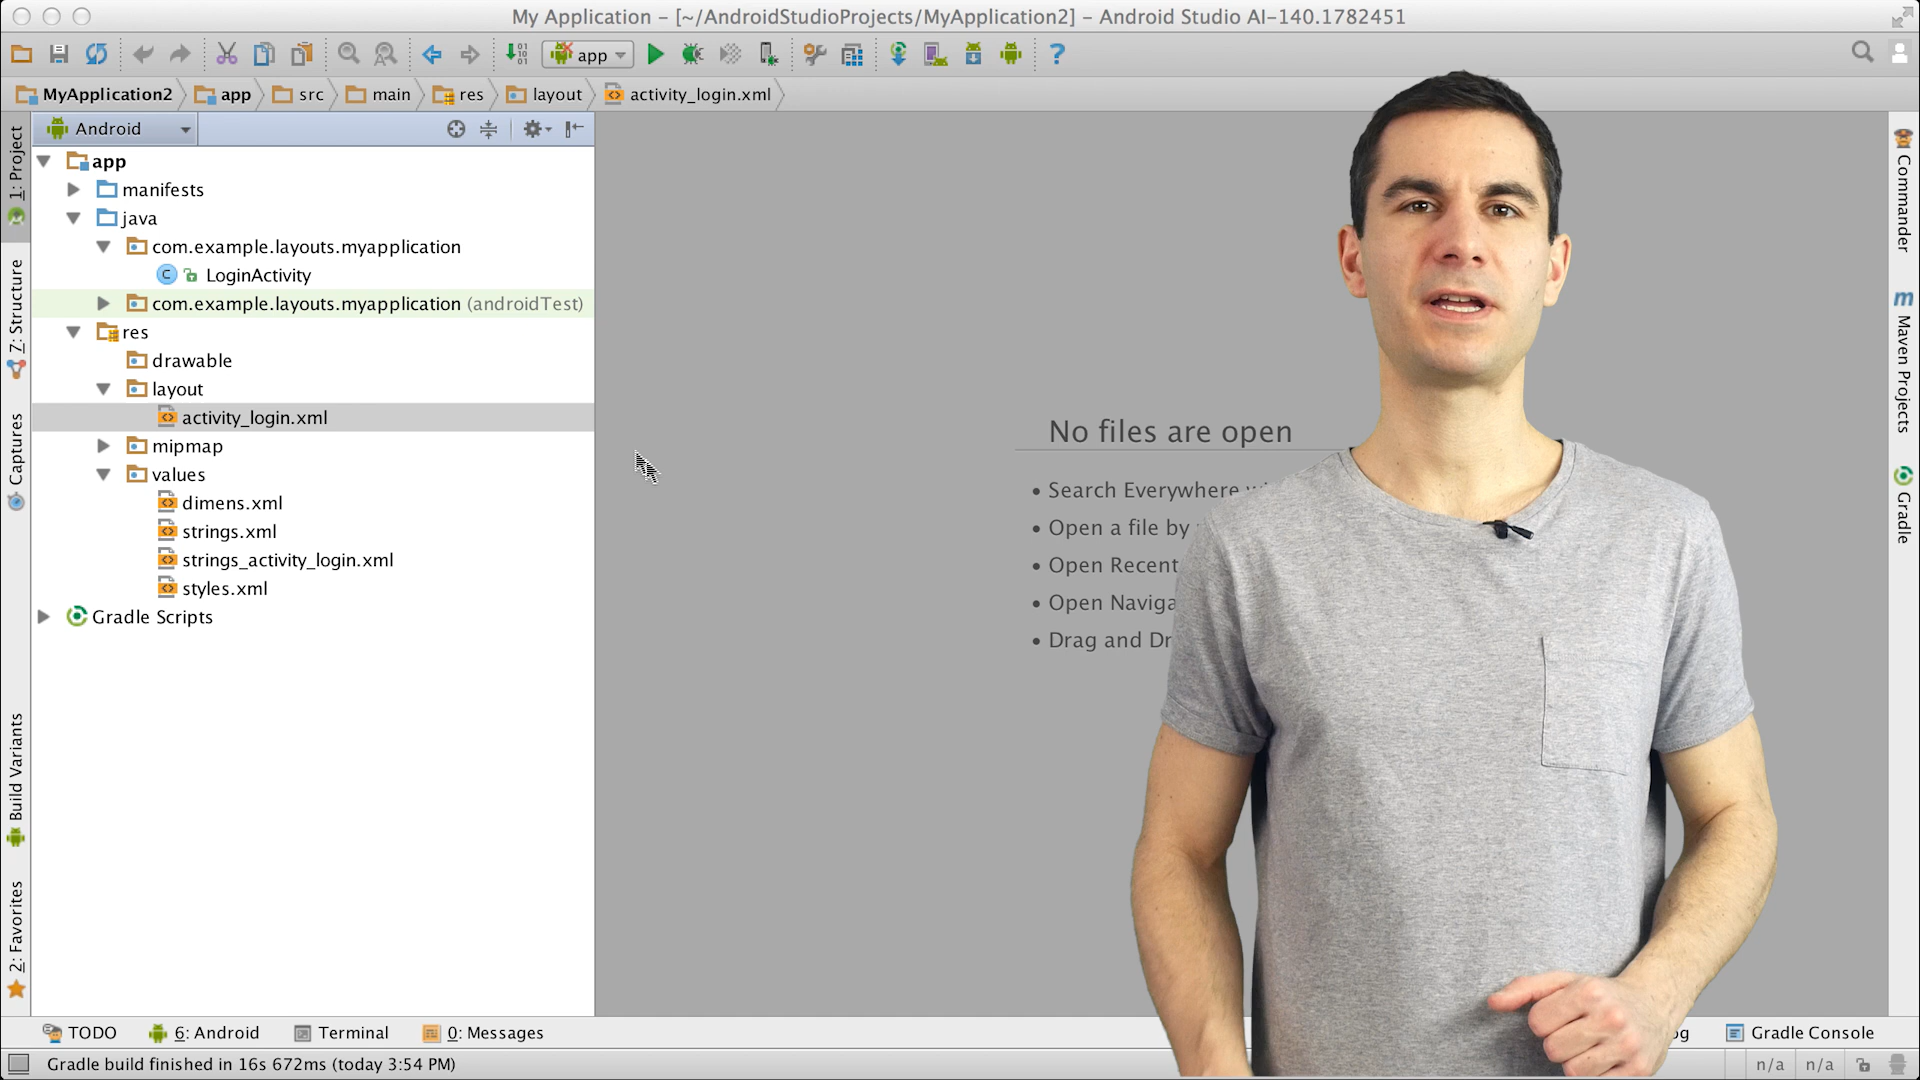 My Application – [~/AndroidStudioProjects/MyApplication2] – Android Studio AI-140.1782451
app
MyApplication2 app src main res layout activity_login.xml
Android
app
manifests
java
com.example.layouts.myapplication
LoginActivity
com.example.layouts.myapplication (androidTest)
res
drawable
layout
activity_login.xml
mipmap
values
dimens.xml
strings.xml
strings_activity_login.xml
styles.xml
Gradle Scripts
1: Project
7: Structure
Captures
Build Variants
2: Favorites
No files are open
• Search Everywhere
• Open a file by
• Open Recent
• Open
• Drag and
Commander
Maven Projects
Gradle
TODO 6: Android Terminal 0: Messages Gradle Console
Gradle build finished in 16s 672ms (today 3:54 PM) n/a n/a